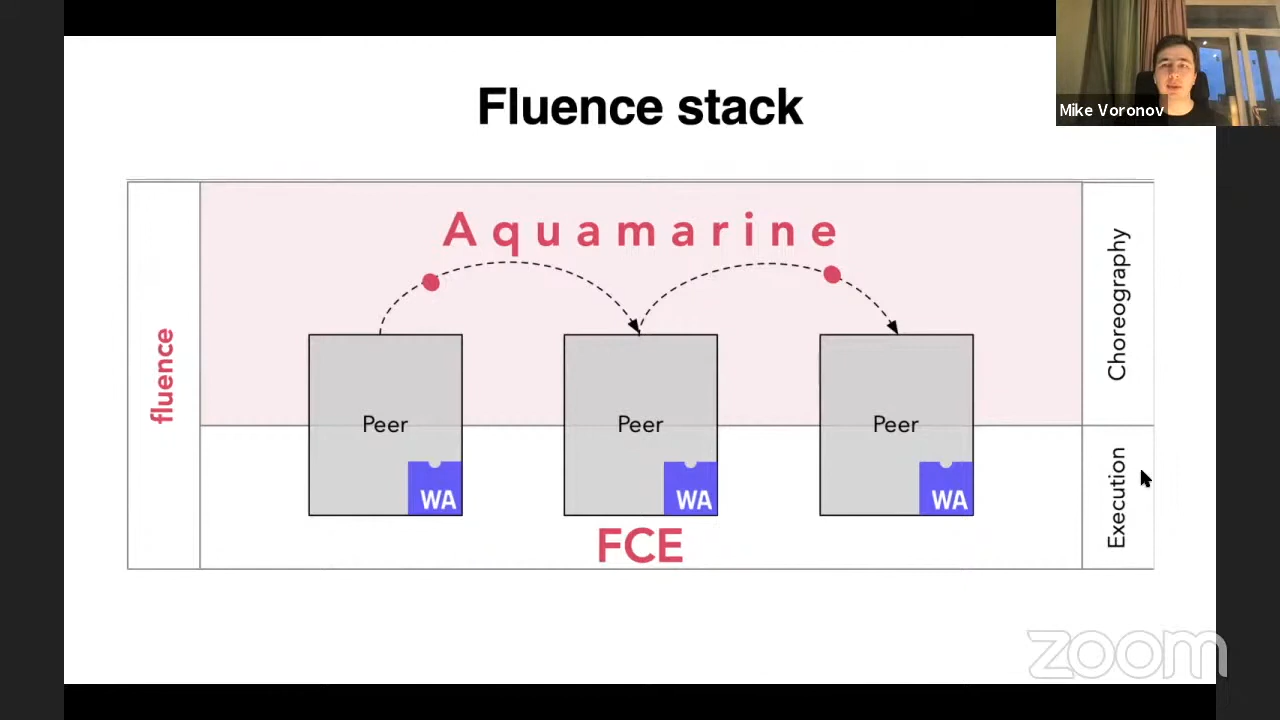 Fluence stack
Mike Voronov
Aquamarine
fluence
Choreography
Peer
Peer
Peer
Execution
WA
WA
WA
FCE
zoom